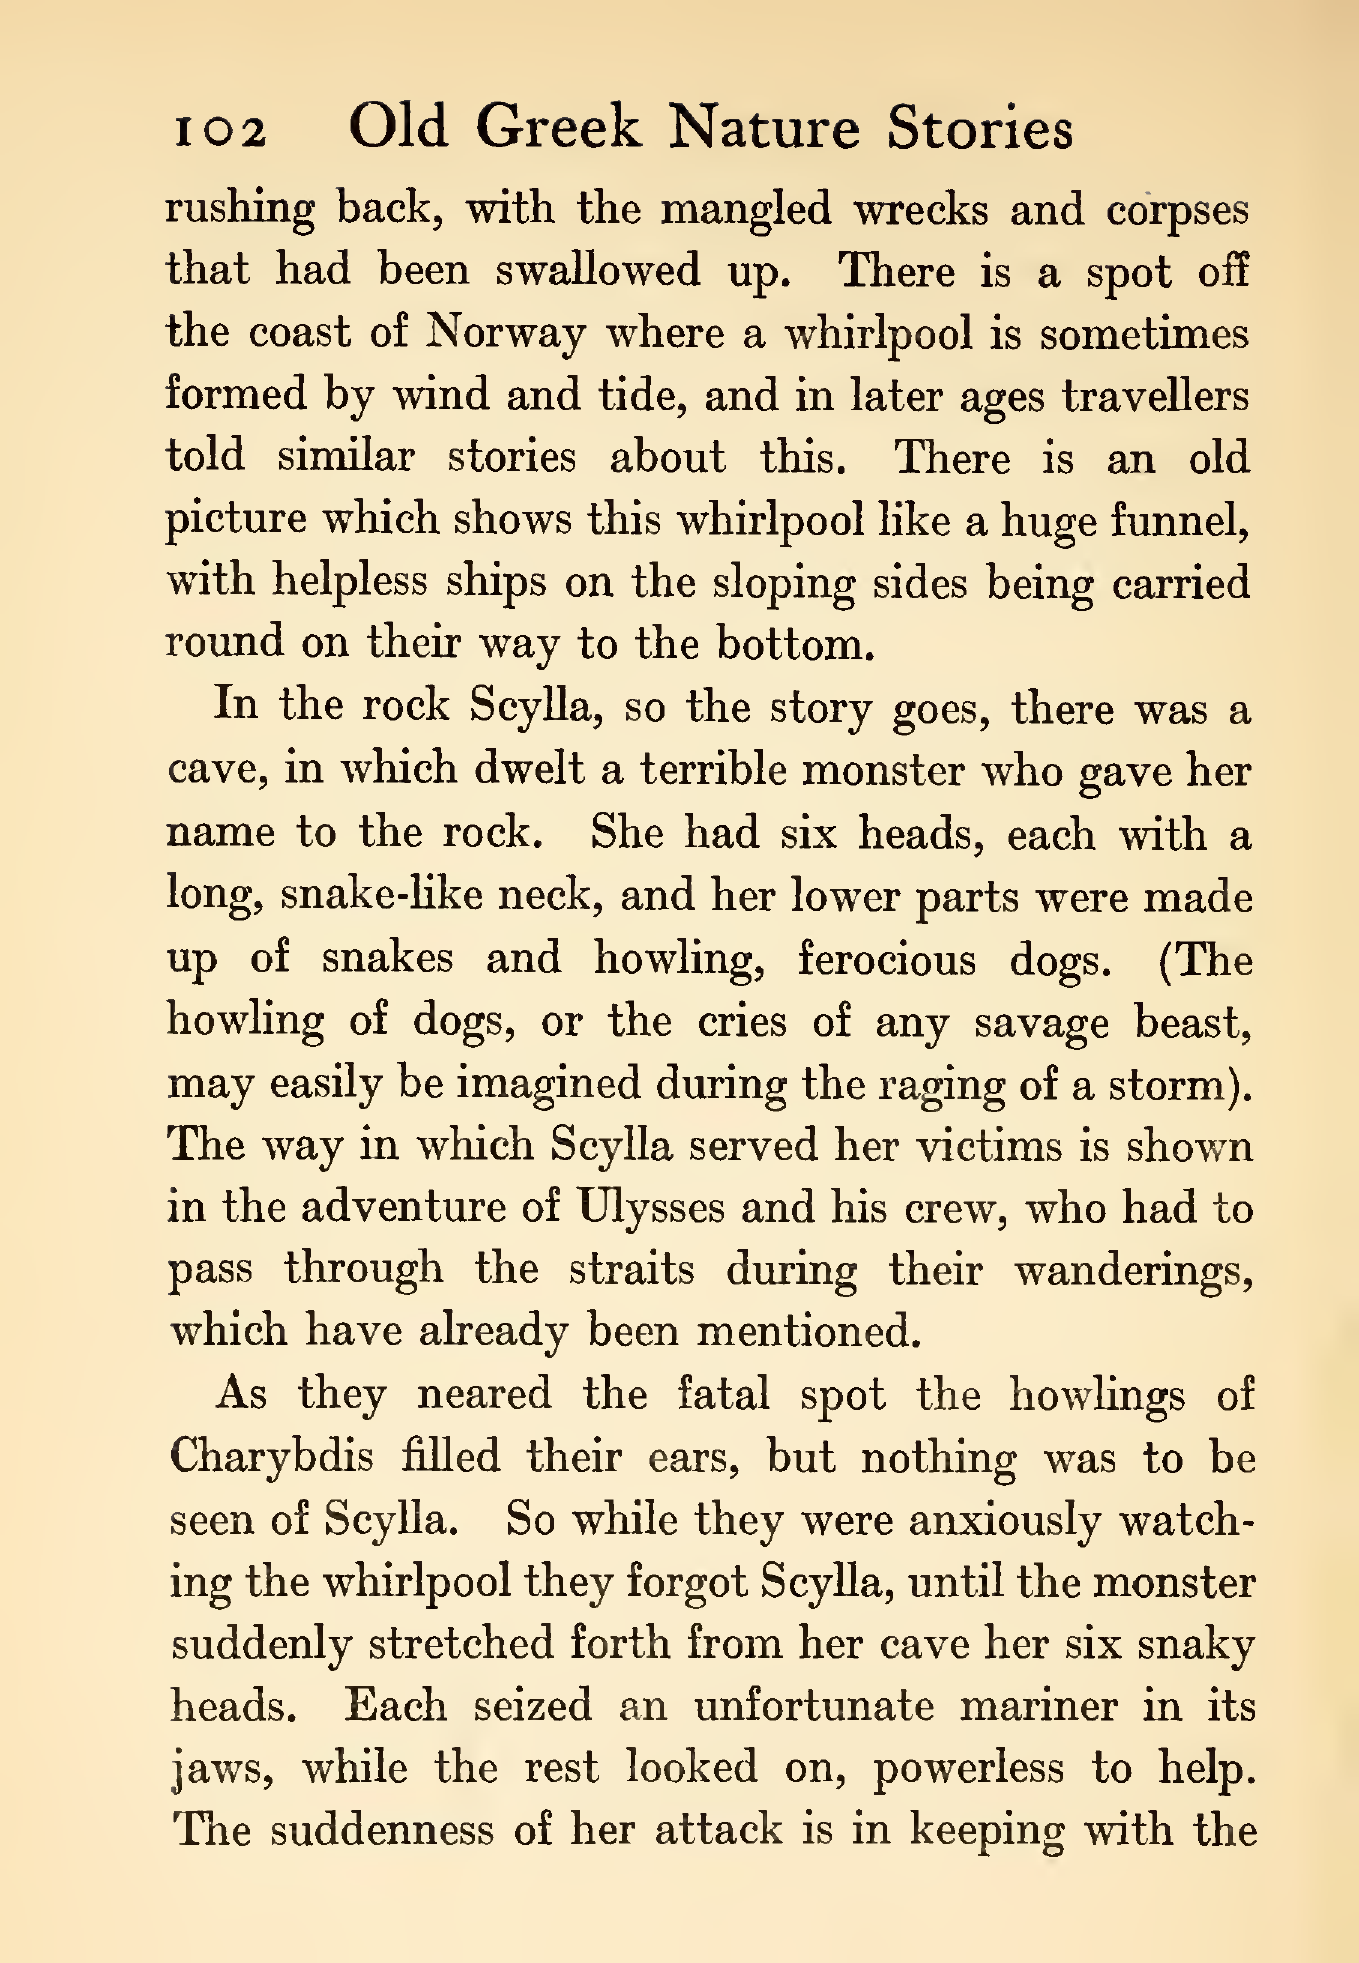 102 Old Greek Nature Stories
rushing back, with the mangled wrecks and corpses
that had been swallowed up. There is a spot off
the coast of Norway where a whirlpool is sometimes
formed by wind and tide, and in later ages travellers
told similar stories about this. There is an old
picture which shows this whirlpool like a huge funnel,
with helpless ships on the sloping sides being carried
round on their way to the bottom.
In the rock Scylla, so the story goes, there was a
cave, in which dwelt a terrible monster who gave her
name to the rock. She had six heads, each with a
long, snake-like neck, and her lower parts were made
up of snakes and howling, ferocious dogs. (The
howling of dogs, or the cries of any savage beast,
may easily be imagined during the raging of a storm).
The way in which Scylla served her victims is shown
in the adventure of Ulysses and his crew, who had to
pass through the straits during their wanderings,
which have already been mentioned.
As they neared the fatal spot the howlings of
Charybdis filled their ears, but nothing was to be
seen of Scylla. So while they were anxiously watch-
ing the whirlpool they forgot Scylla, until the monster
suddenly stretched forth from her cave her six snaky
heads. Each seized an unfortunate mariner in its
jaws, while the rest looked on, powerless to help.
The suddenness of her attack is in keeping with the